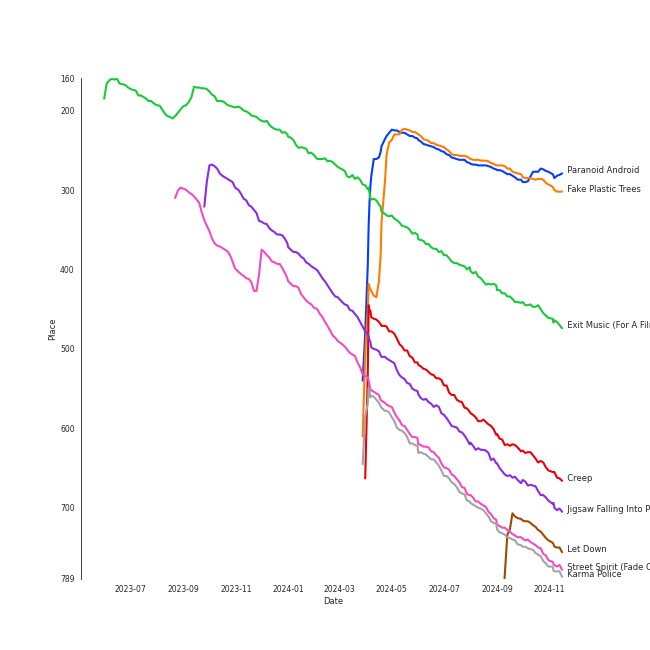 160
200
300
400
500
600
700
789
Place
2023-07
2023-09
2023-11
2024-01
2024-03
2024-05
2024-07
2024-09
2024-11
Date
Paranoid Android
Fake Plastic Trees
Exit Music (For A Fil
Creep
Jigsaw Falling Into P
Let Down
Street Spirit (Fade O
Karma Police